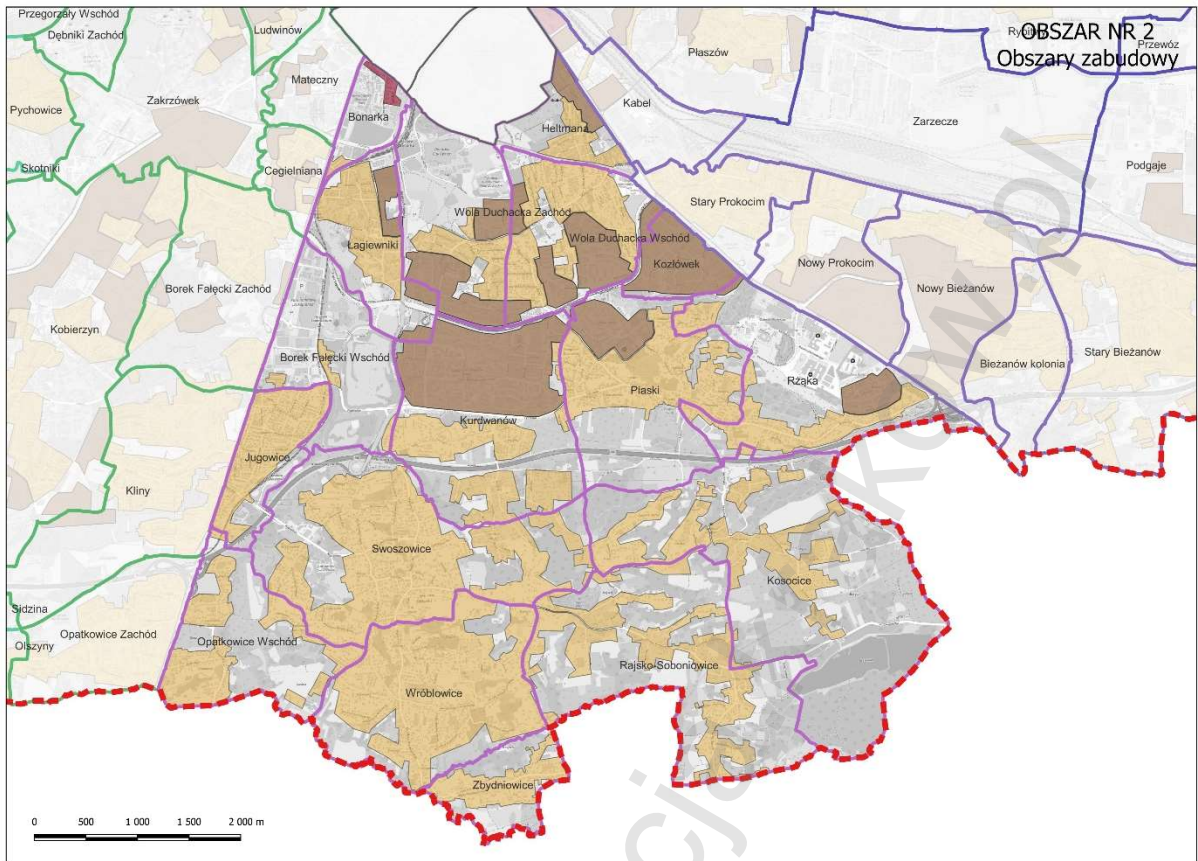 OBSZAR NR 2
Obszary zabudowy
Przegorzały Wschód
Dębniki Zachód
Ludwinów
Mateczny
Zakrzówek
Pychowice
Bonarka
Płaszów
Przewóz
Kabel
Zarzecze
Heltmana
Skotniki
Cegielniana
Podgaje
Stary Prokocim
Wola Duchacka Zachód
Wola Duchacka Wschód
Łagiewniki
Kozłówek
Nowy Prokocim
Borek Fałęcki Zachód
Nowy Bieżanów
Kobierzyn
Borek Fałęcki Wschód
Stary Bieżanów
Bieżanów kolonia
Piaski
Rżąka
Kurdwanów
Jugowice
Kliny
Swoszowice
Kosocice
Sidzina
Opatkowice Zachód
Olszyny
Opatkowice Wschód
Rajsko-Soboniowice
Wróblowice
Zbydniowice
0 500 1 000 1 500 2 000 m